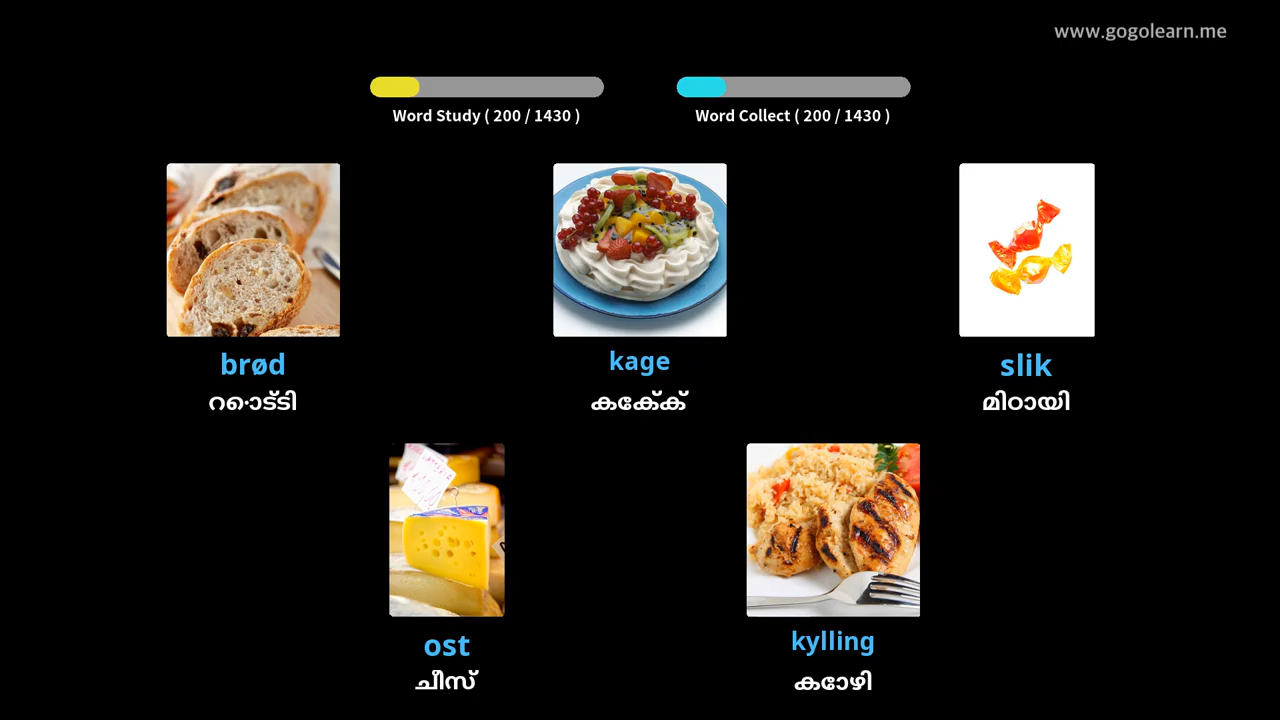 www.gogolearn.me
Word Study ( 200 / 1430 )
Word Collect ( 200 / 1430 )
brød
kage
slik
റൊട്ടി
കേക്ക്
മിഠായി
ost
kylling
ചീസ്
കോഴി